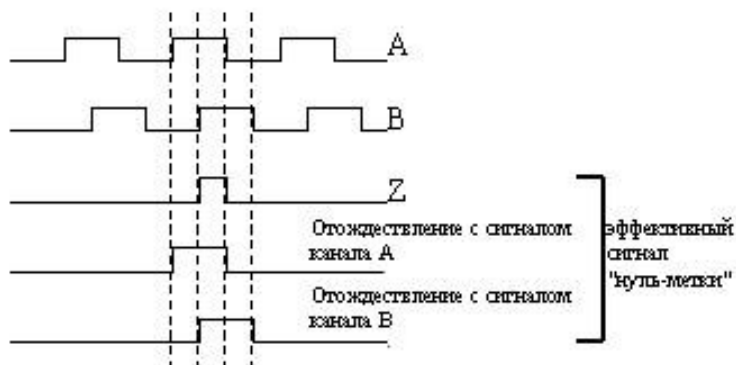 A
B
Z
Отождествление с сигналом
канала А
Отождествление с сигналом
канала В
эффективный
сигнал
"нуль-метки"